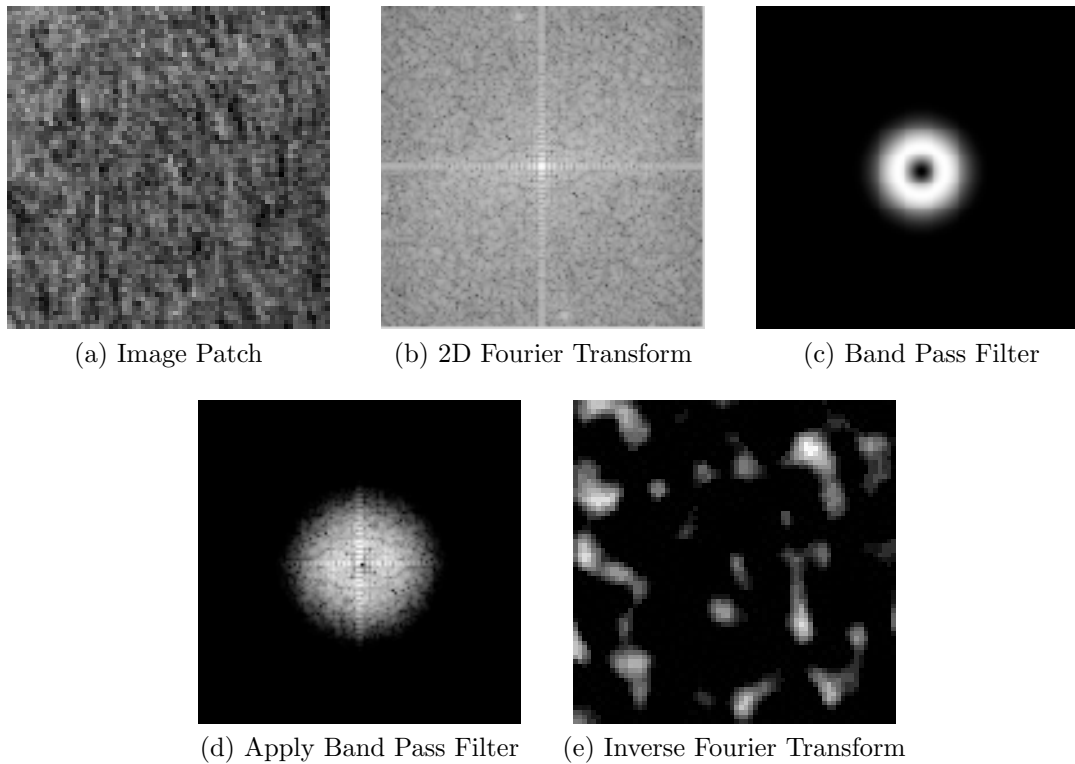 (a) Image Patch
(b) 2D Fourier Transform
(c) Band Pass Filter
(d) Apply Band Pass Filter
(e) Inverse Fourier Transform